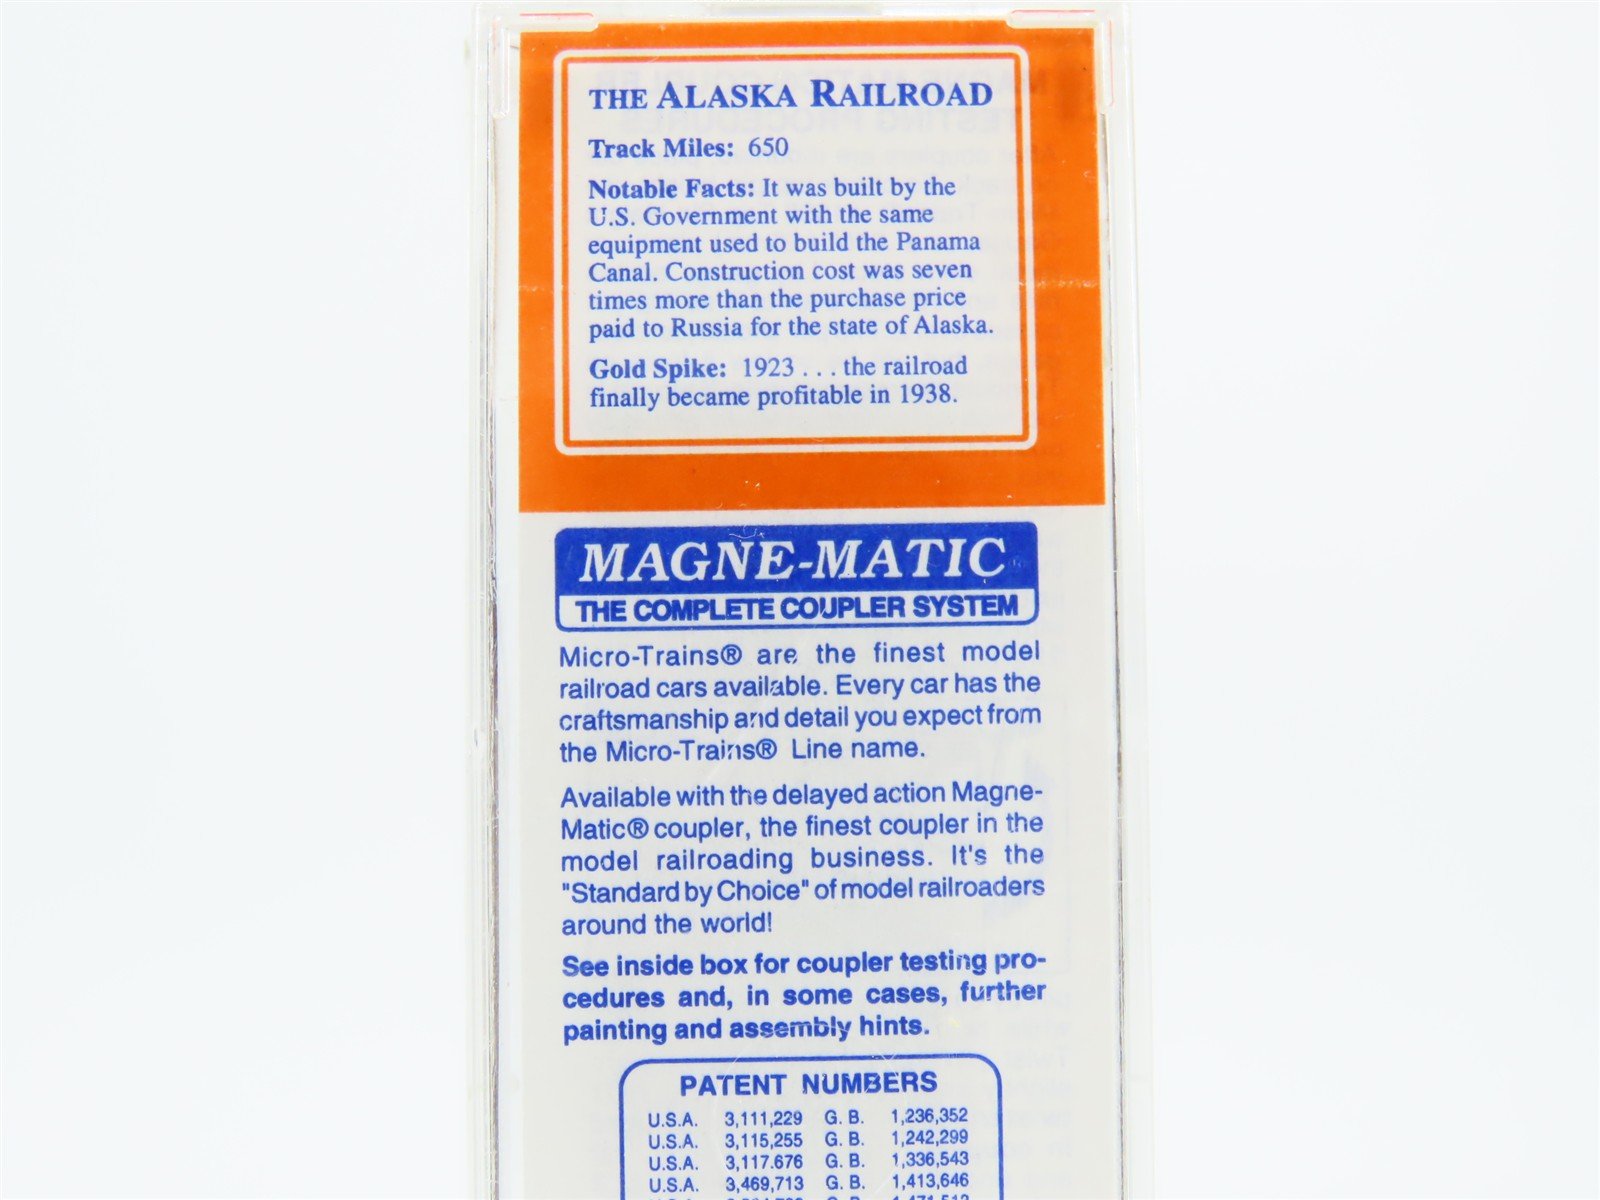 THE ALASKA RAILROAD
Track Miles: 650
Notable Facts: It was built by the
U.S. Government with the same
equipment used to build the Panama
Canal. Construction cost was seven
times more than the purchase price
paid to Russia for the state of Alaska.
Gold Spike: 1923 . . . the railroad
finally became profitable in 1938.
MAGNE-MATIC
THE COMPLETE COUPLER SYSTEM
Micro-Trains® are the finest model
railroad cars available. Every car has the
craftsmanship and detail you expect from
the Micro-Trains® Line name.
Available with the delayed action Magne-
Matic® coupler, the finest coupler in the
model railroading business. It's the
"Standard by Choice" of model railroaders
around the world!
See inside box for coupler testing pro-
cedures and, in some cases, further
painting and assembly hints.
PATENT NUMBERS
U.S.A. 3,111,229 G. B. 1,236,352
U.S.A. 3,115,255 G. B. 1,242,299
U.S.A. 3,117.676 G. B. 1,336,543
U.S.A. 3,469,713 G. B. 1,413,646